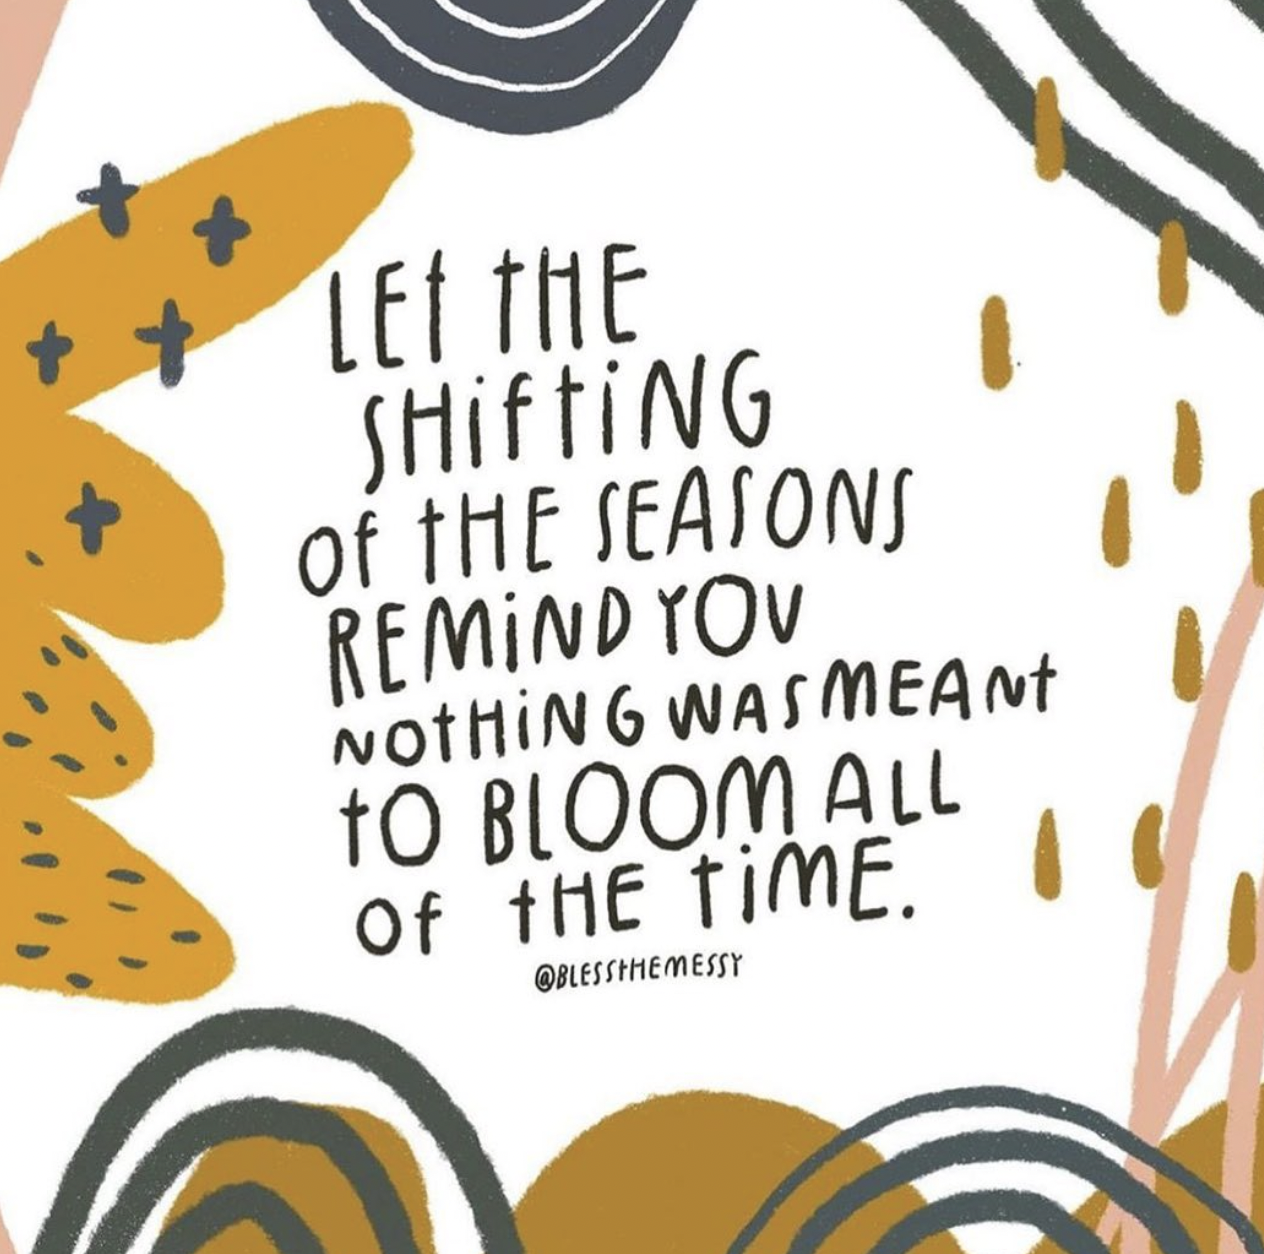 LEt tHE
SHiftiNG
Of tHE SEASONS
REMiND YOU
NOtHiNG WAS MEANt
tO BLOOM ALL
Of tHE tiME.
@BLESStHEMESSY